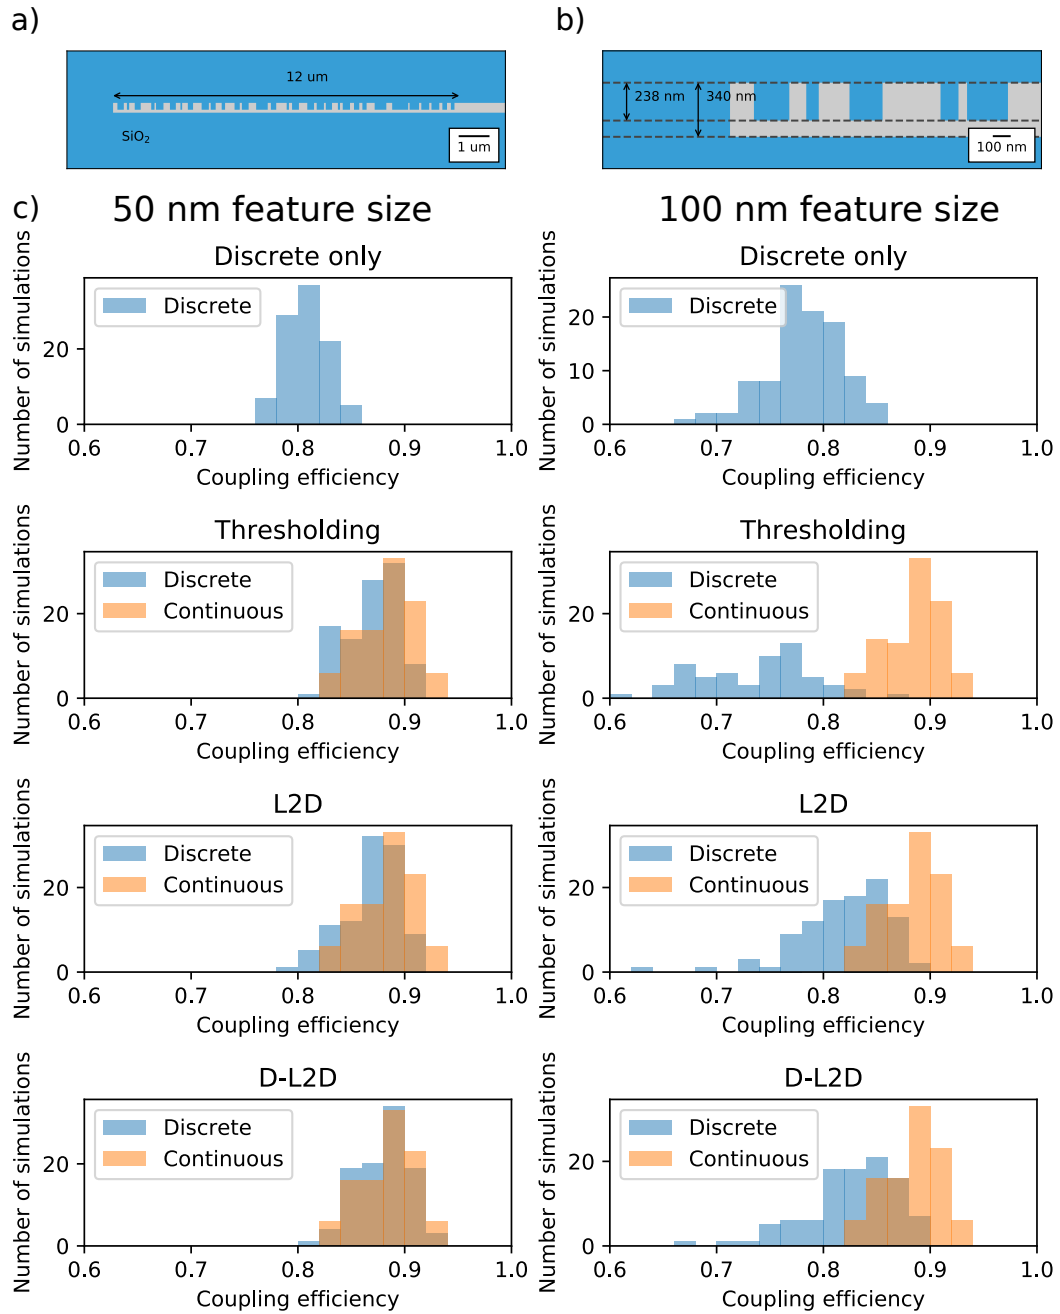 a)
b)
12 um
SiO2
1 um
238 nm
340 nm
100 nm
c)
50 nm feature size
100 nm feature size
Discrete only
Number of simulations
Discrete
20
0
0.6 0.7 0.8 0.9 1.0
Coupling efficiency
Discrete only
Number of simulations
Discrete
20
10
0
0.6 0.7 0.8 0.9 1.0
Coupling efficiency
Thresholding
Number of simulations
Discrete
Continuous
20
0
0.6 0.7 0.8 0.9 1.0
Coupling efficiency
Thresholding
Number of simulations
Discrete
Continuous
20
0
0.6 0.7 0.8 0.9 1.0
Coupling efficiency
L2D
Number of simulations
Discrete
Continuous
20
0
0.6 0.7 0.8 0.9 1.0
Coupling efficiency
L2D
Number of simulations
Discrete
Continuous
20
0
0.6 0.7 0.8 0.9 1.0
Coupling efficiency
D-L2D
Number of simulations
Discrete
Continuous
20
0
0.6 0.7 0.8 0.9 1.0
Coupling efficiency
D-L2D
Number of simulations
Discrete
Continuous
20
0
0.6 0.7 0.8 0.9 1.0
Coupling efficiency